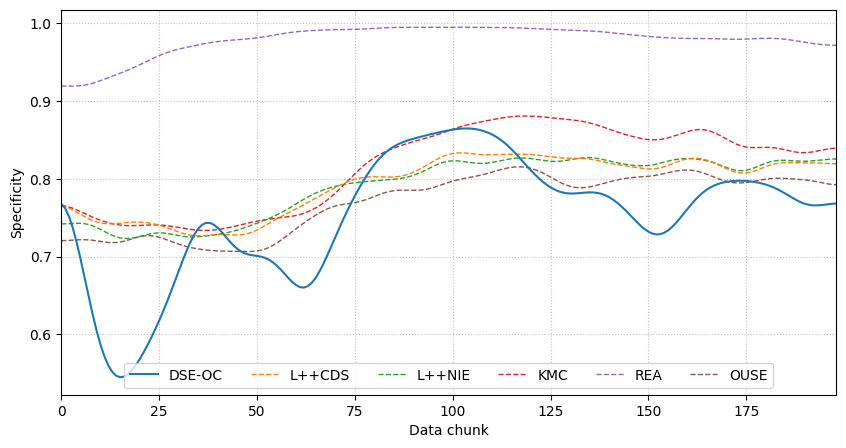 1.0
0.9
0.8
0.7
0.6
Specificity
DSE-OC L++CDS L++NIE KMC REA OUSE
0 25 50 75 100 125 150 175
Data chunk